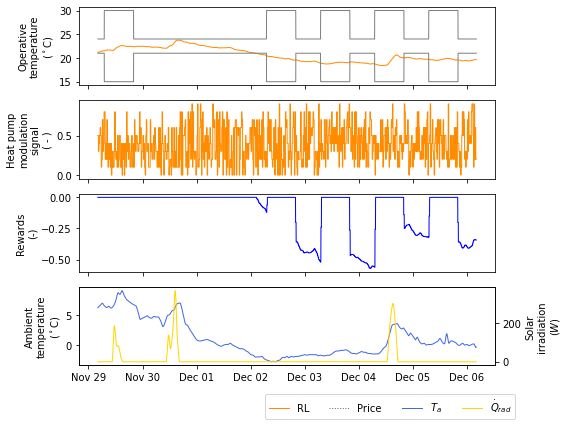 Operative
temperature
(°C)
30
25
20
15
Heat pump
modulation
signal
( - )
0.5
0.0
Rewards
(-)
0.00
−0.25
−0.50
Ambient
temperature
(°C)
5
0
200
0
Solar
irradiation
(W)
Nov 29 Nov 30 Dec 01 Dec 02 Dec 03 Dec 04 Dec 05 Dec 06
RL Price Tₐ Q̇_rad